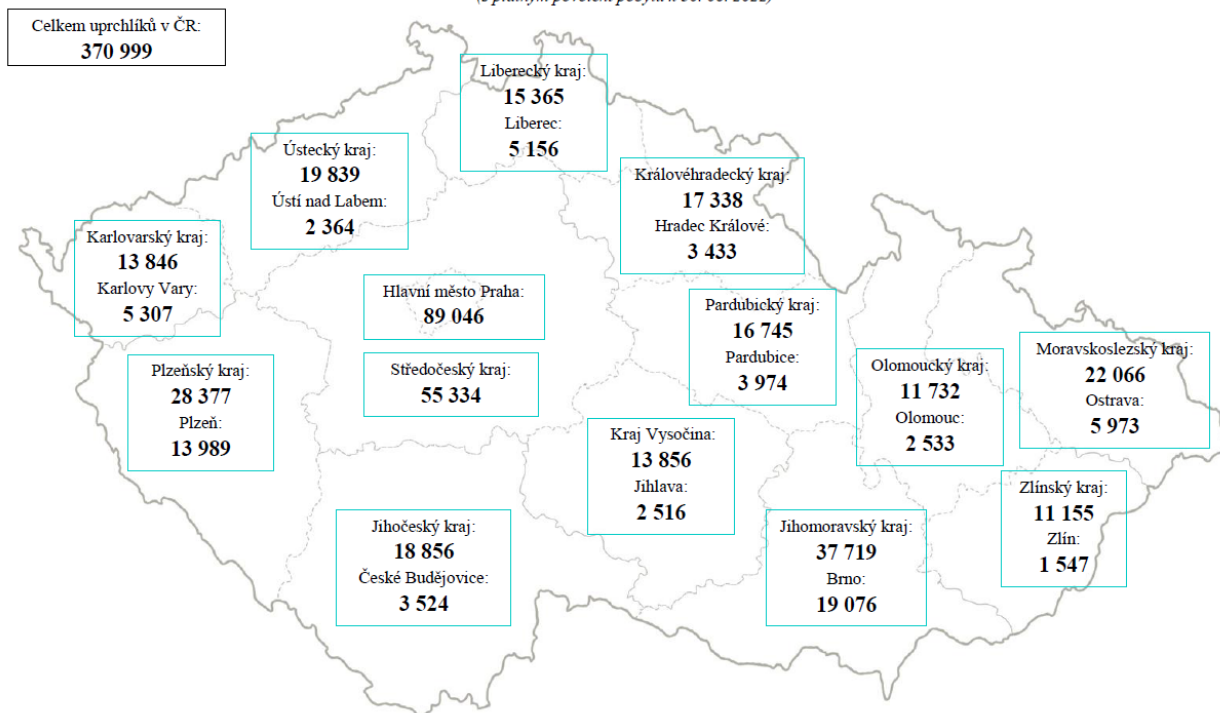 Celkem uprchlíků v ČR:
370 999
Liberecký kraj:
15 365
Liberec:
5 156
Ústecký kraj:
19 839
Ústí nad Labem:
2 364
Královéhradecký kraj:
17 338
Hradec Králové:
3 433
Karlovarský kraj:
13 846
Karlovy Vary:
5 307
Hlavní město Praha:
89 046
Pardubický kraj:
16 745
Pardubice:
3 974
Moravskoslezský kraj:
22 066
Ostrava:
5 973
Plzeňský kraj:
28 377
Plzeň:
13 989
Středočeský kraj:
55 334
Olomoucký kraj:
11 732
Olomouc:
2 533
Kraj Vysočina:
13 856
Jihlava:
2 516
Zlínský kraj:
11 155
Zlín:
1 547
Jihočeský kraj:
18 856
České Budějovice:
3 524
Jihomoravský kraj:
37 719
Brno:
19 076